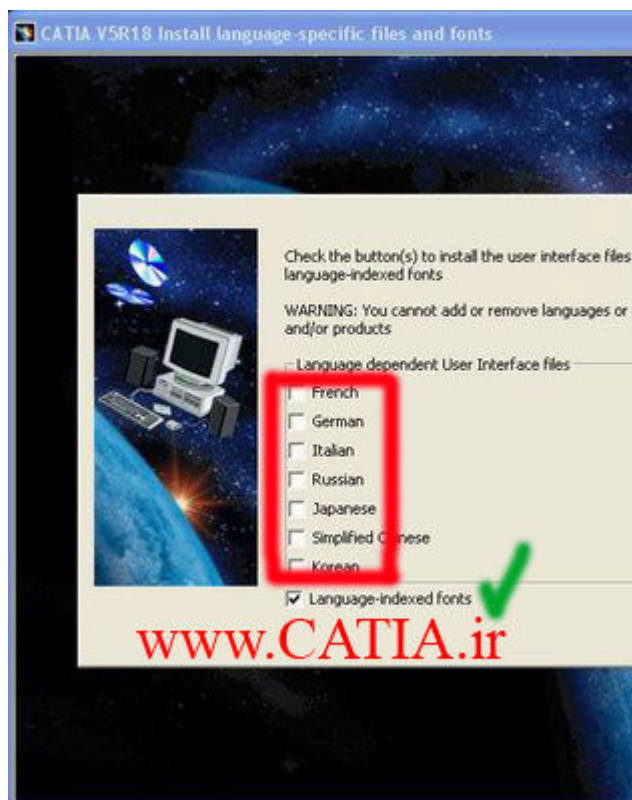 CATIA V5R18 Install language-specific files and fonts
Check the button(s) to install the user interface files
language-indexed fonts
WARNING: You cannot add or remove languages or
and/or products
Language dependent User Interface files
French
German
Italian
Russian
Japanese
Simplified Chinese
Korean
Language-indexed fonts
www.CATIA.ir